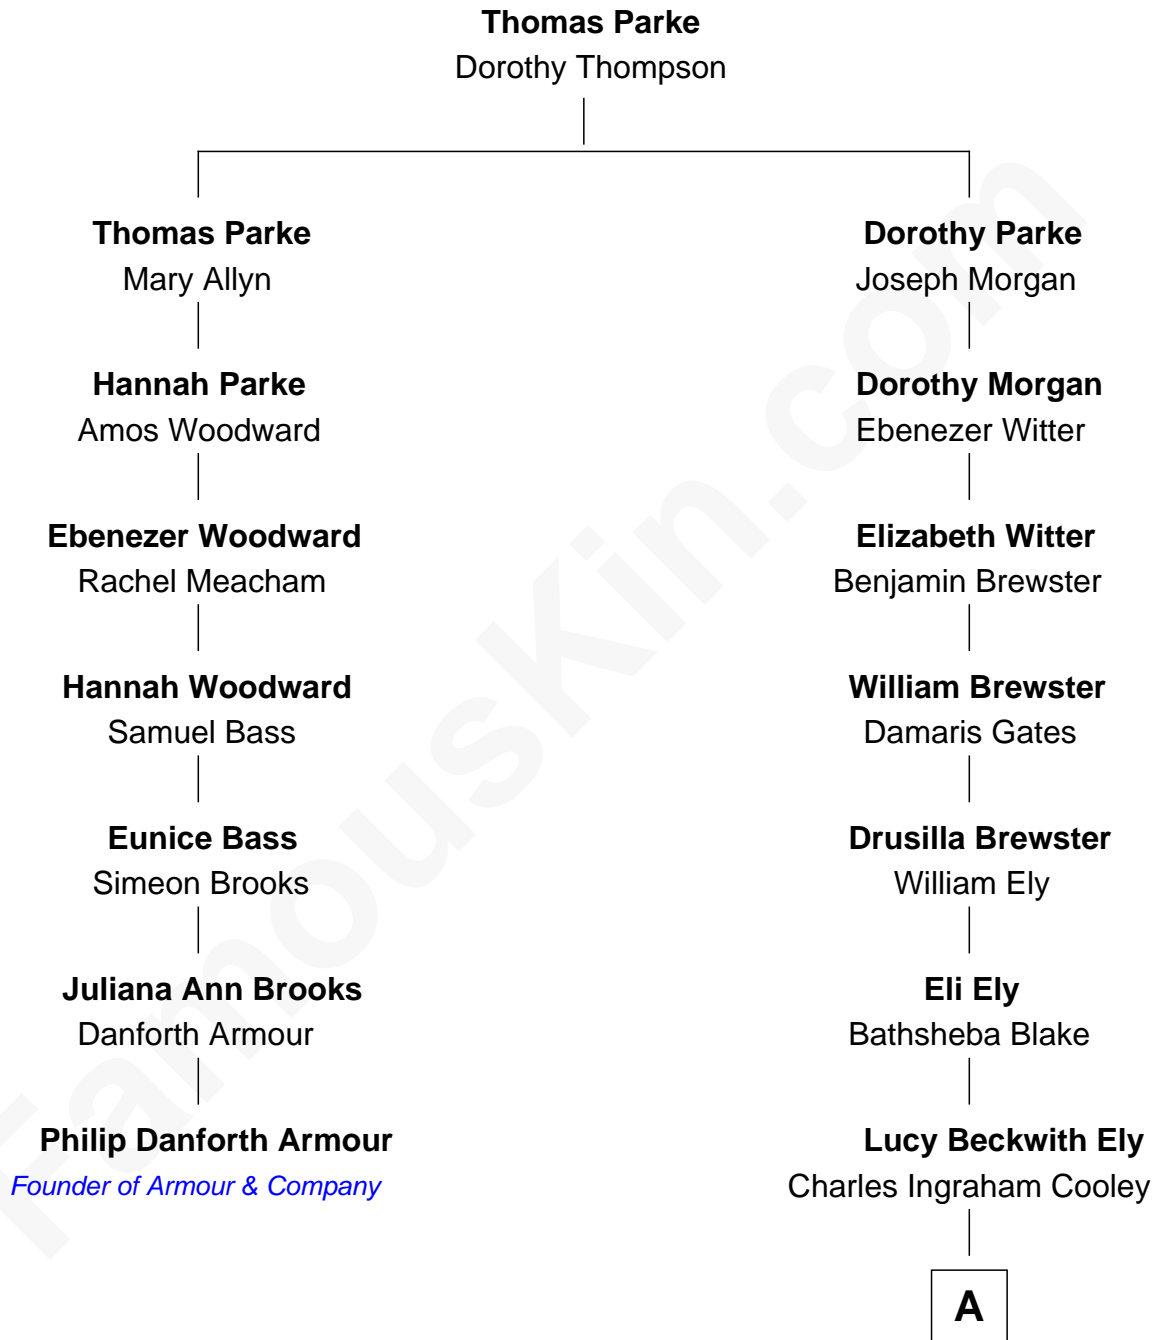 Thomas Parke
Dorothy Thompson
Thomas Parke
Mary Allyn
Hannah Parke
Amos Woodward
Ebenezer Woodward
Rachel Meacham
Hannah Woodward
Samuel Bass
Eunice Bass
Simeon Brooks
Juliana Ann Brooks
Danforth Armour
Philip Danforth Armour
Founder of Armour & Company
Dorothy Parke
Joseph Morgan
Dorothy Morgan
Ebenezer Witter
Elizabeth Witter
Benjamin Brewster
William Brewster
Damaris Gates
Drusilla Brewster
William Ely
Eli Ely
Bathsheba Blake
Lucy Beckwith Ely
Charles Ingraham Cooley
A
FamousKin.com